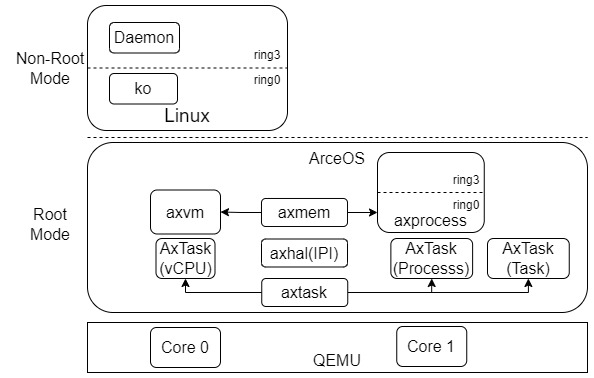 Daemon
ring3
Non-Root
Mode
ring0
ko
Linux
ArceOS
ring3
ring0
axvm
axmem
axprocess
Root
Mode
AxTask
(vCPU)
axhal(IPI)
AxTask
(Processs)
AxTask
(Task)
axtask
Core 0
Core 1
QEMU